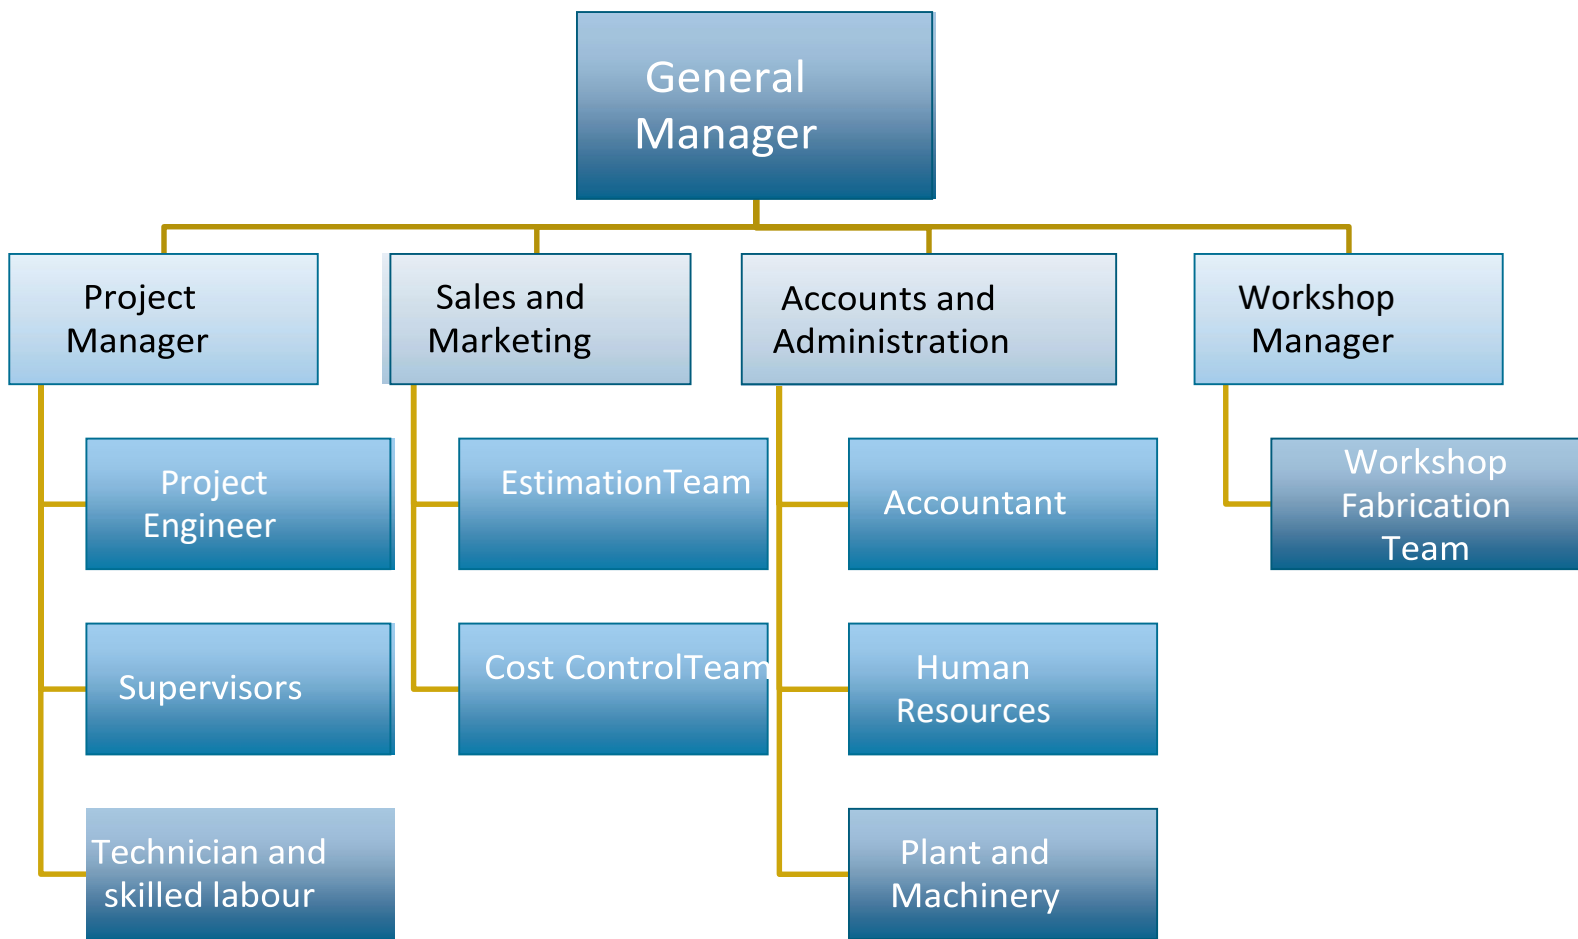 General
Manager
Project
Manager
Sales and
Marketing
Accounts and
Administration
Workshop
Manager
Project
Engineer
EstimationTeam
Accountant
Workshop
Fabrication
Team
Supervisors
Cost ControlTeam
Human
Resources
Technician and
skilled labour
Plant and
Machinery